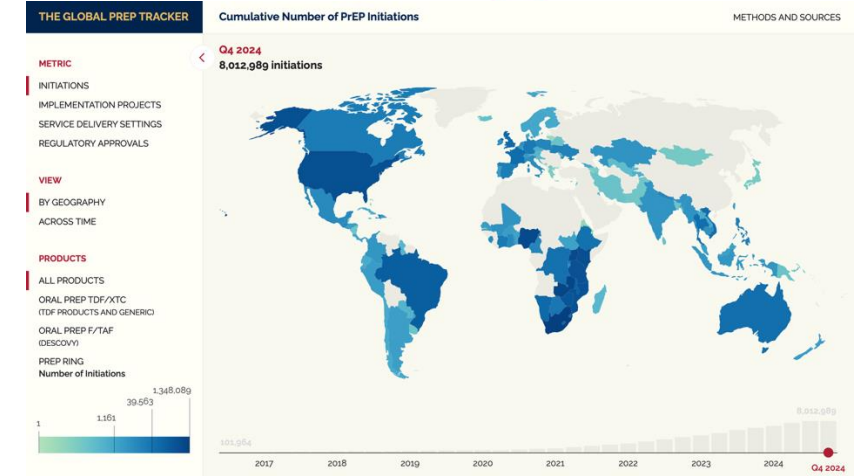 THE GLOBAL PREP TRACKER
Cumulative Number of PrEP Initiations
METHODS AND SOURCES
METRIC
INITIATIONS
IMPLEMENTATION PROJECTS
SERVICE DELIVERY SETTINGS
REGULATORY APPROVALS
VIEW
BY GEOGRAPHY
ACROSS TIME
PRODUCTS
ALL PRODUCTS
ORAL PREP TDF/XTC
(TDF PRODUCTS AND GENERIC)
ORAL PREP F/TAF
(DESCOVY)
PREP RING
Number of Initiations
1,348,089
39,563
1,161
1
Q4 2024
8,012,989 initiations
101,964
8,012,989
2017 2018 2019 2020 2021 2022 2023 2024
Q4 2024